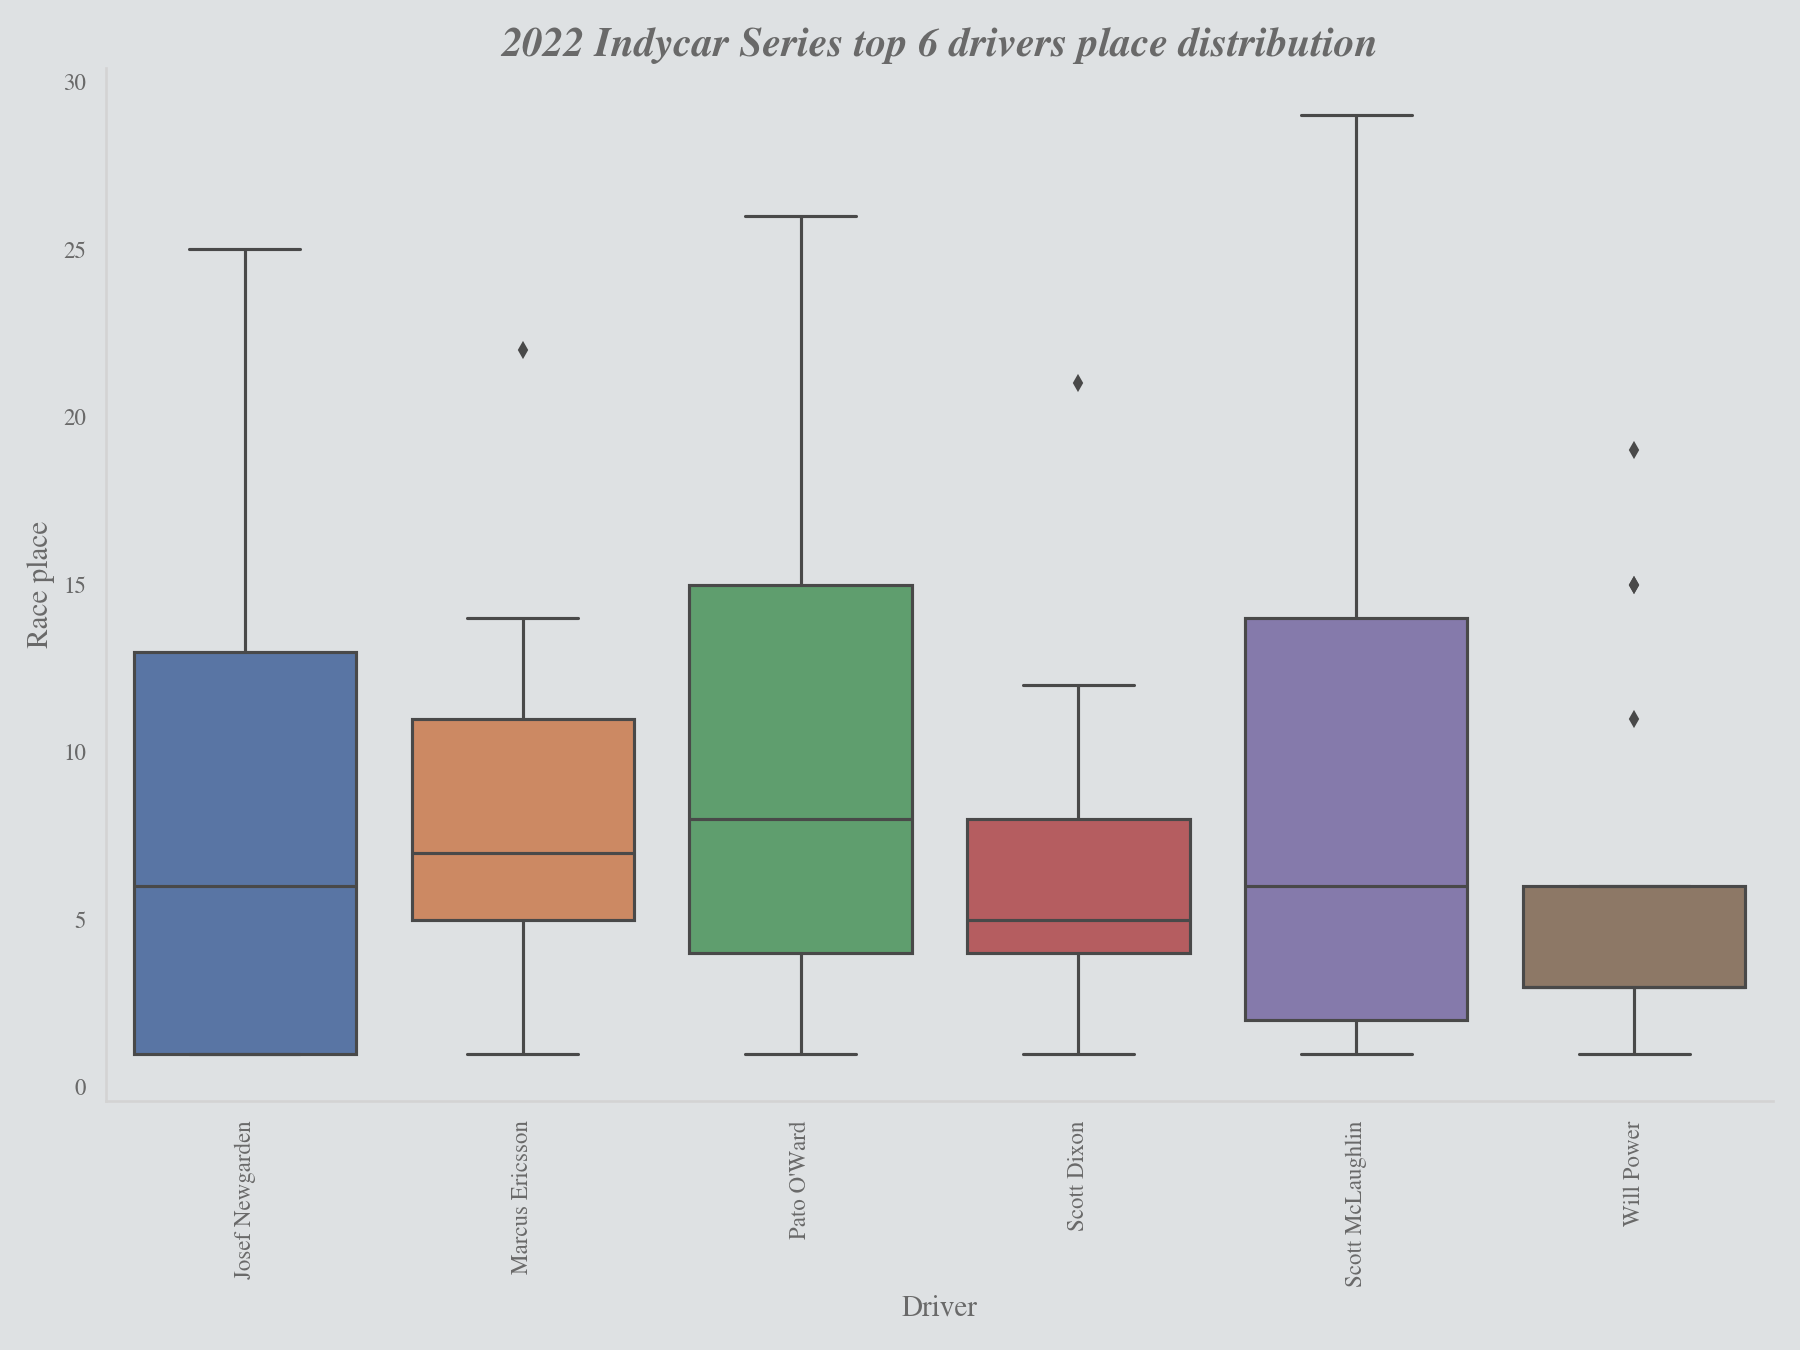 2022 Indycar Series top 6 drivers place distribution
30
25
20
15
10
5
0
Race place
Josef Newgarden
Marcus Ericsson
Pato O'Ward
Scott Dixon
Scott McLaughlin
Will Power
Driver